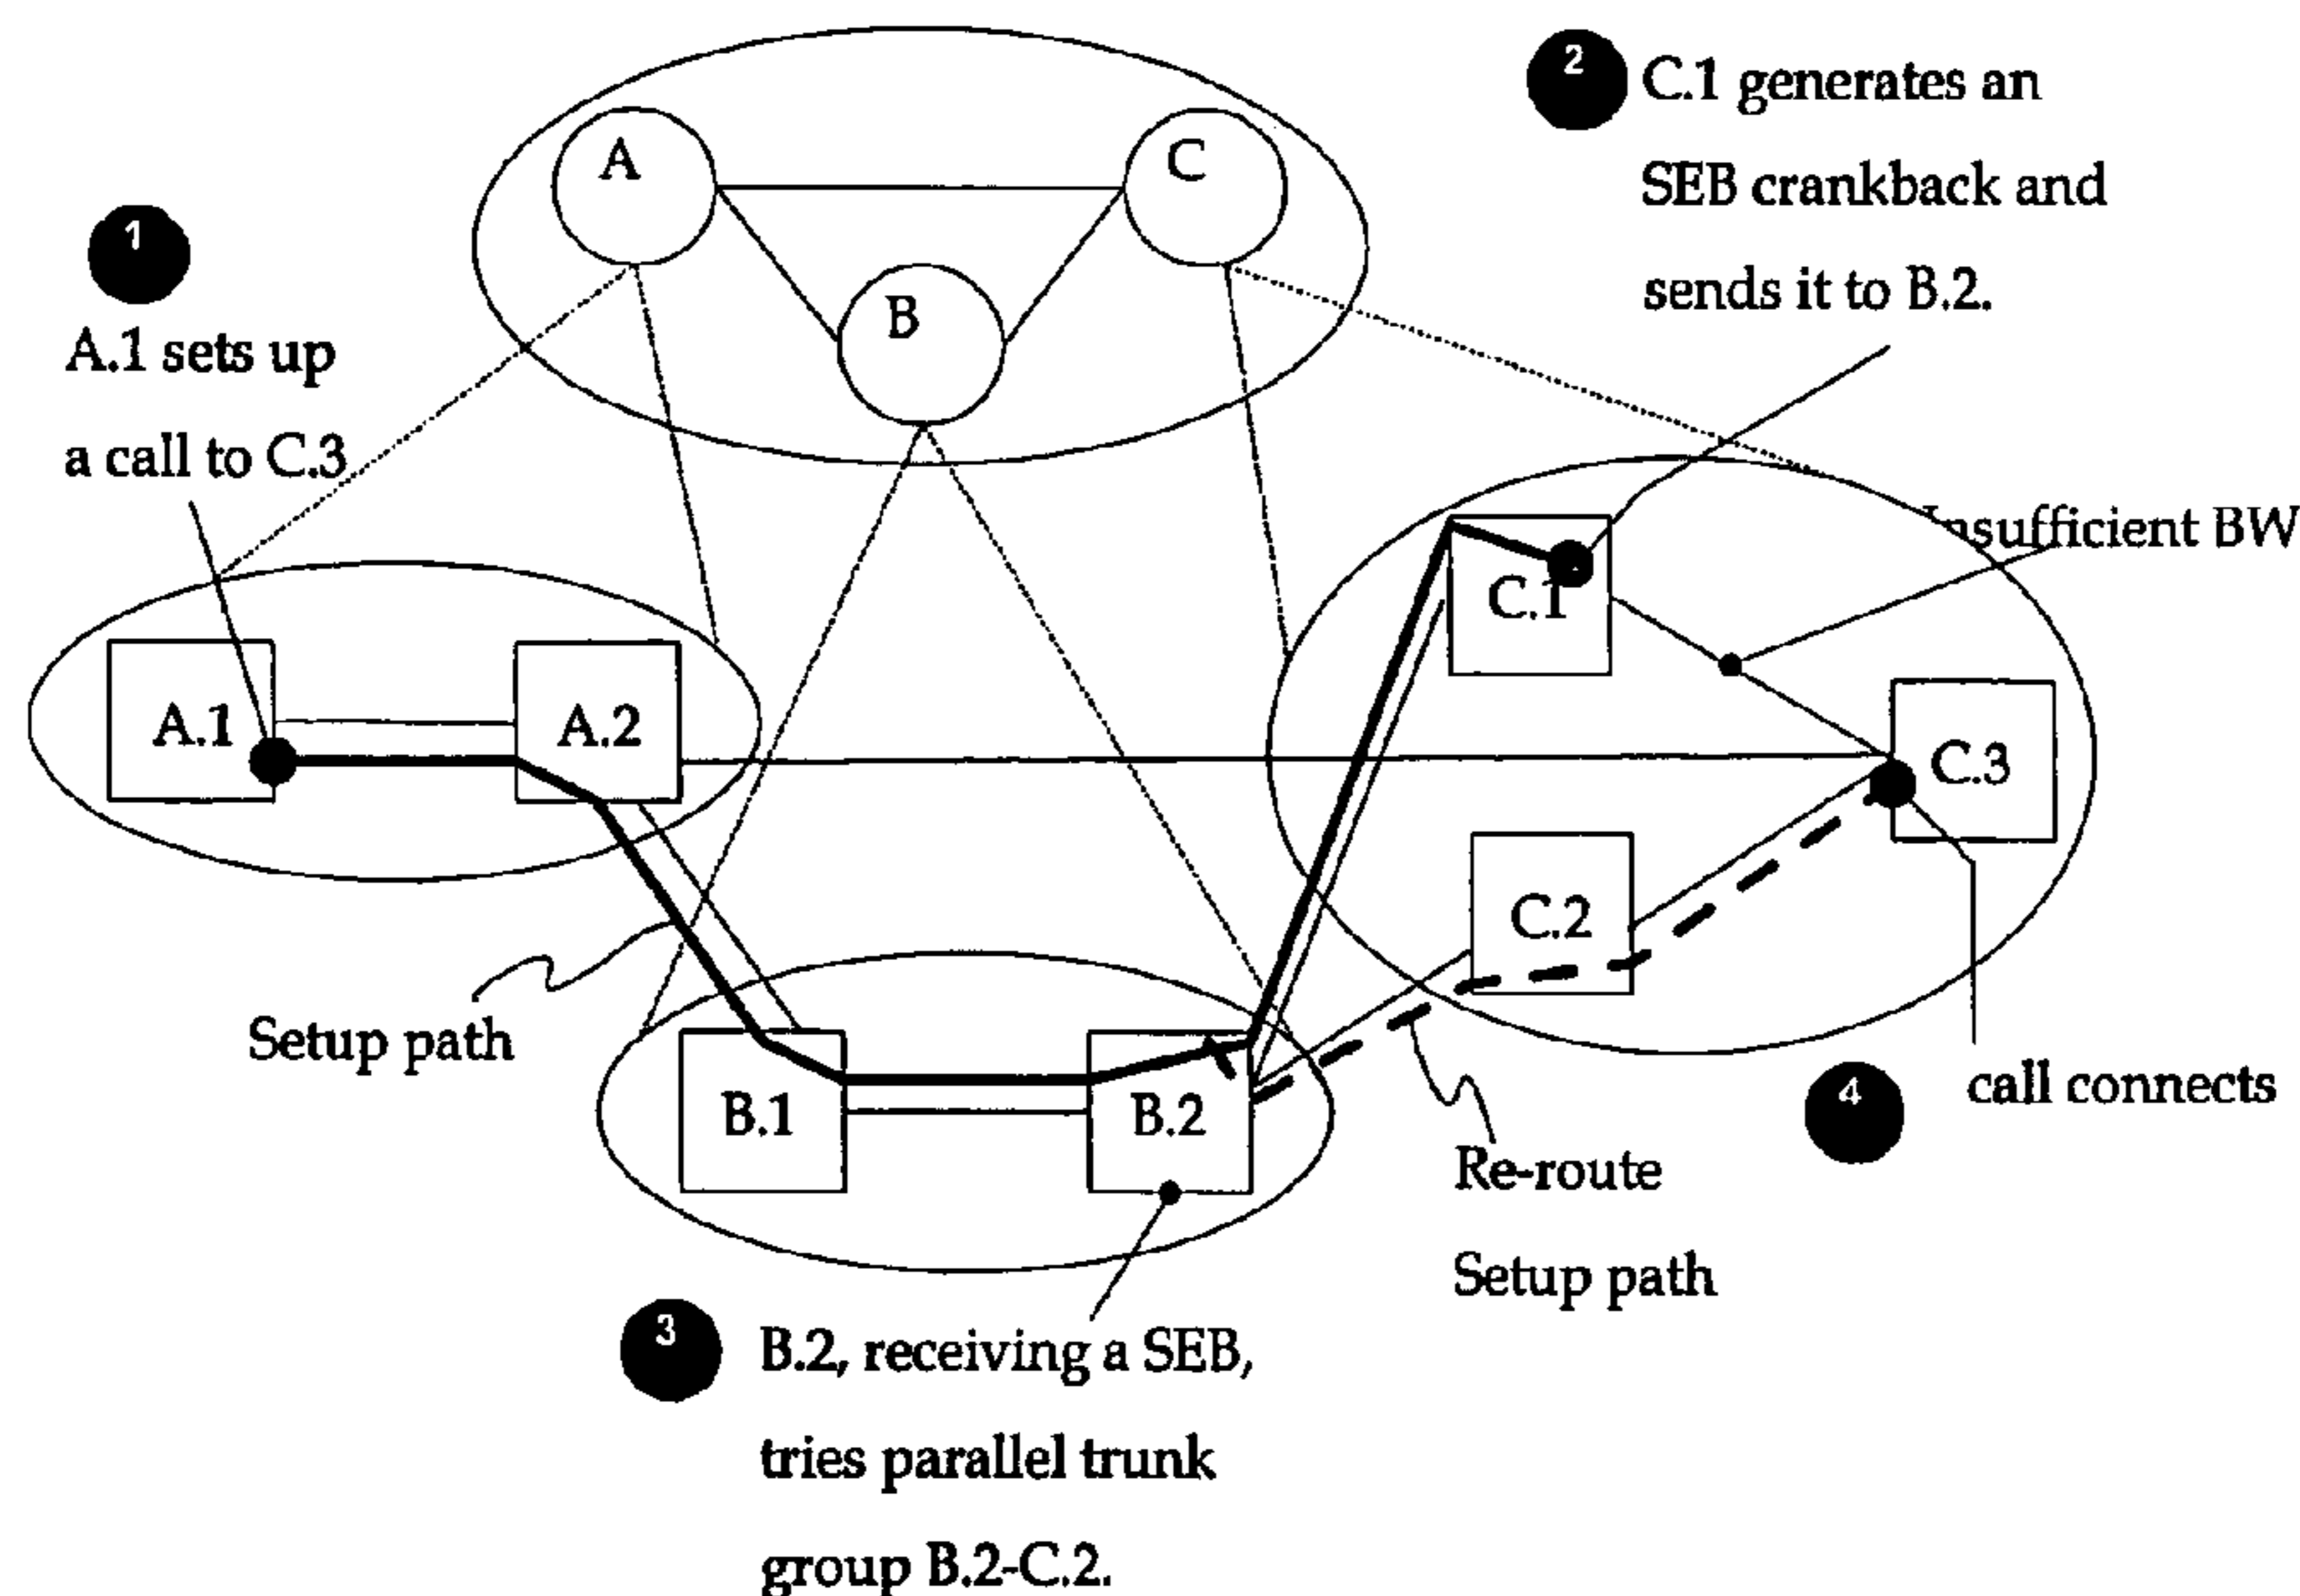 1
A.1 sets up
a call to C.3
A
C
B
2
C.1 generates an
SEB crankback and
sends it to B.2.
Insufficient BW
A.1
A.2
C.1
C.3
C.2
Setup path
B.1
B.2
Re-route
Setup path
4
call connects
3
B.2, receiving a SEB,
tries parallel trunk
group B.2-C.2.